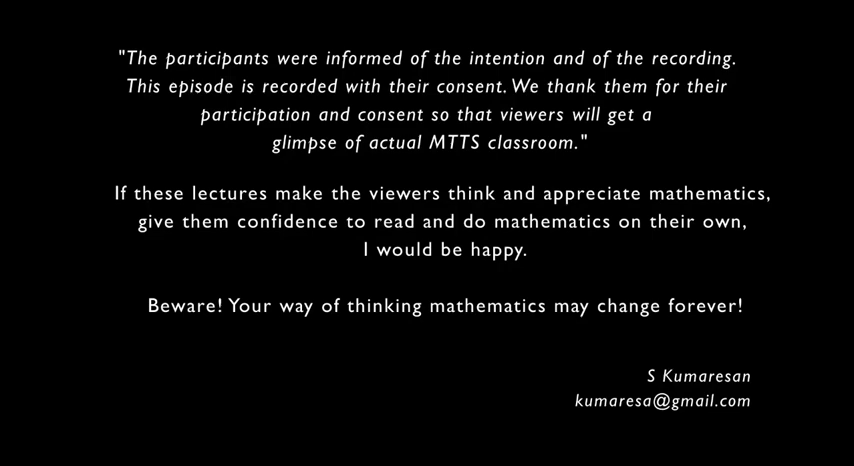 "The participants were informed of the intention and of the recording.
This episode is recorded with their consent. We thank them for their
participation and consent so that viewers will get a
glimpse of actual MTTS classroom."
If these lectures make the viewers think and appreciate mathematics,
give them confidence to read and do mathematics on their own,
I would be happy.
Beware! Your way of thinking mathematics may change forever!
S Kumaresan
kumaresa@gmail.com